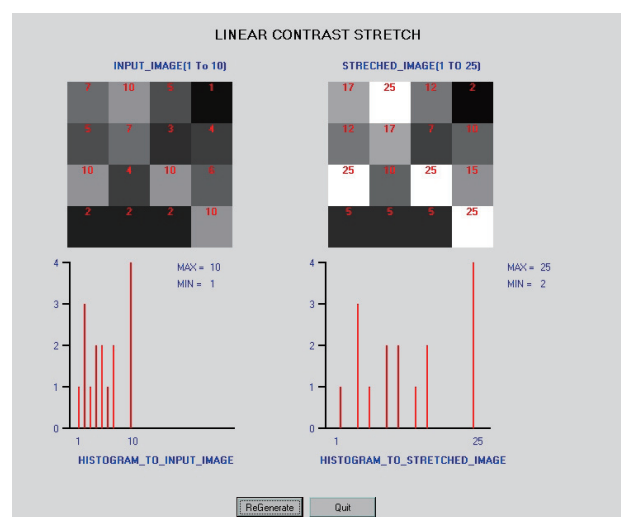 LINEAR CONTRAST STRETCH
INPUT_IMAGE(1 To 10)
7 10 5 1
5 7 3 4
10 4 10 6
2 2 2 10
STRECHED_IMAGE(1 TO 25)
17 25 12 2
12 17 7 10
25 10 25 15
5 5 5 25
4
3
2
1
0
1 10
MAX = 10
MIN = 1
HISTOGRAM_TO_INPUT_IMAGE
4
3
2
1
0
1 25
MAX = 25
MIN = 2
HISTOGRAM_TO_STRETCHED_IMAGE
ReGenerate
Quit